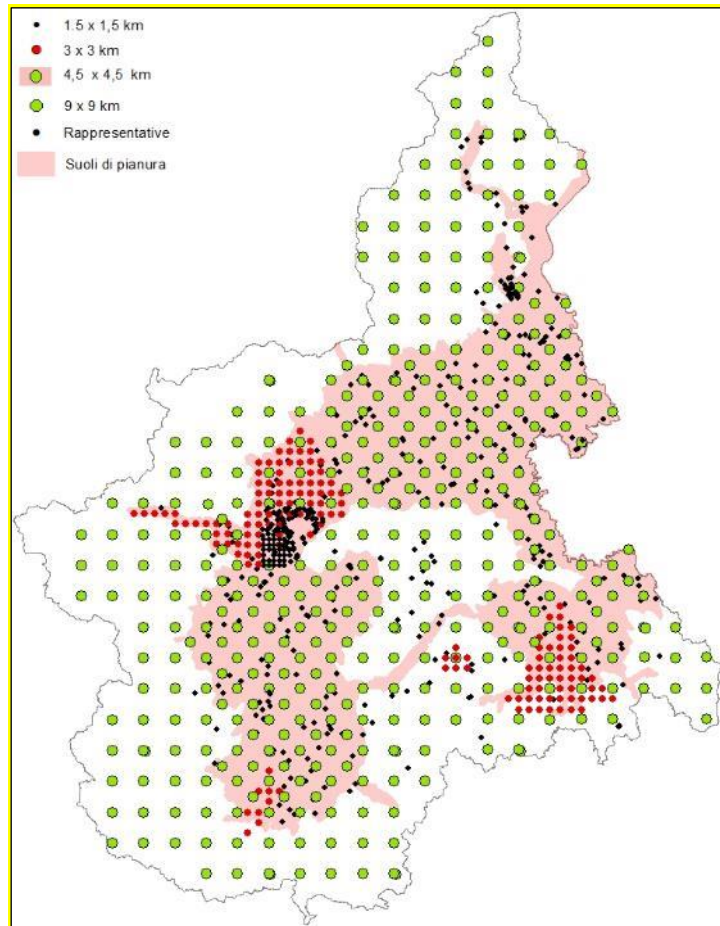 1.5 x 1,5 km
3 x 3 km
4,5 x 4,5 km
9 x 9 km
Rappresentative
Suoli di pianura